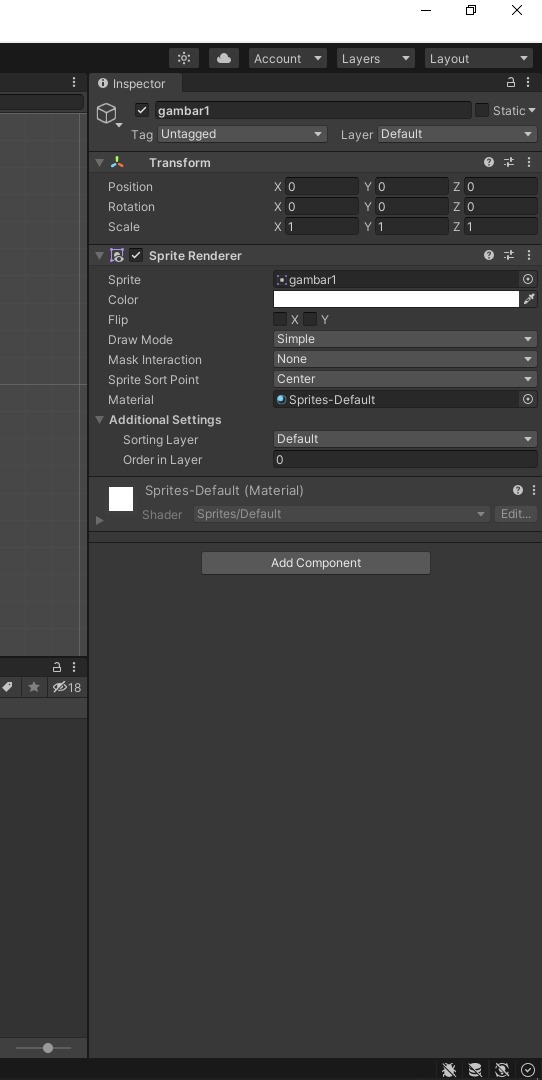 Account Layers Layout
Inspector
gambar1 Static
Tag Untagged Layer Default
Transform
Position X 0 Y 0 Z 0
Rotation X 0 Y 0 Z 0
Scale X 1 Y 1 Z 1
Sprite Renderer
Sprite gambar1
Color
Flip X Y
Draw Mode Simple
Mask Interaction None
Sprite Sort Point Center
Material Sprites-Default
Additional Settings
Sorting Layer Default
Order in Layer 0
Sprites-Default (Material)
Shader Sprites/Default Edit...
Add Component
18